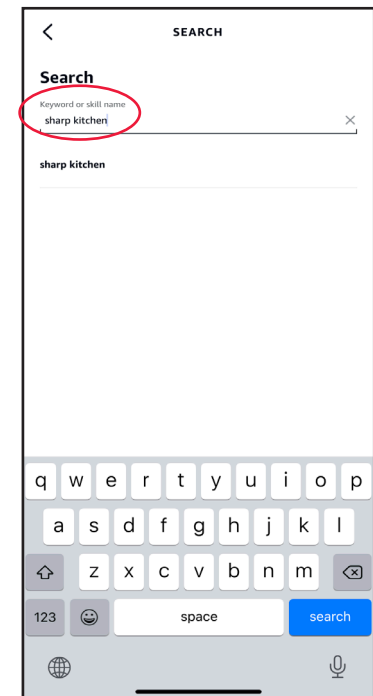 SEARCH
Search
Keyword or skill name
sharp kitchen
sharp kitchen
q w e r t y u i o p
a s d f g h j k l
z x c v b n m
123 space search